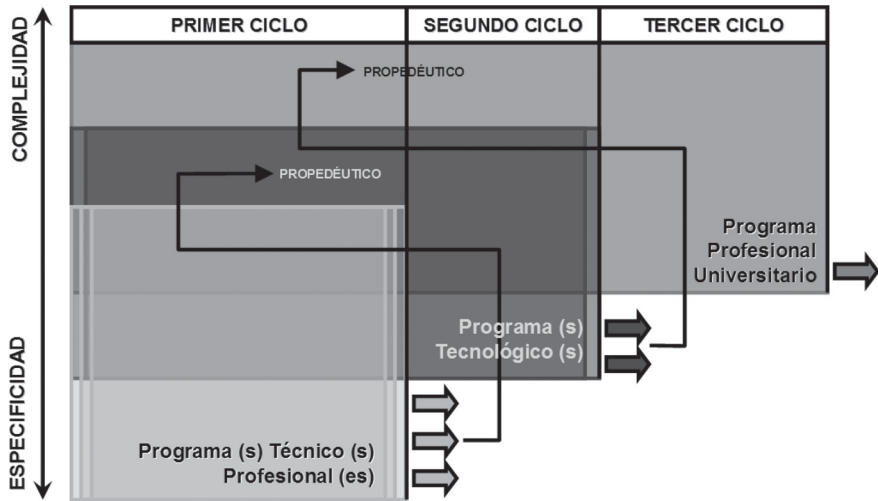 PRIMER CICLO
SEGUNDO CICLO
TERCER CICLO
COMPLEJIDAD
ESPECIFICIDAD
PROPEDÉUTICO
PROPEDÉUTICO
Programa
Profesional
Universitario
Programa (s)
Tecnológico (s)
Programa (s) Técnico (s)
Profesional (es)